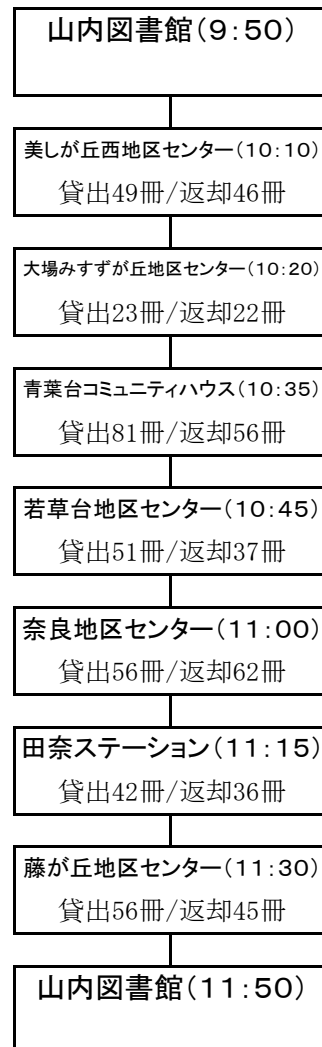 山内図書館(9:50)
美しが丘西地区センター(10:10)
貸出49冊/返却46冊
大場みすずが丘地区センター(10:20)
貸出23冊/返却22冊
青葉台コミュニティハウス(10:35)
貸出81冊/返却56冊
若草台地区センター(10:45)
貸出51冊/返却37冊
奈良地区センター(11:00)
貸出56冊/返却62冊
田奈ステーション(11:15)
貸出42冊/返却36冊
藤が丘地区センター(11:30)
貸出56冊/返却45冊
山内図書館(11:50)